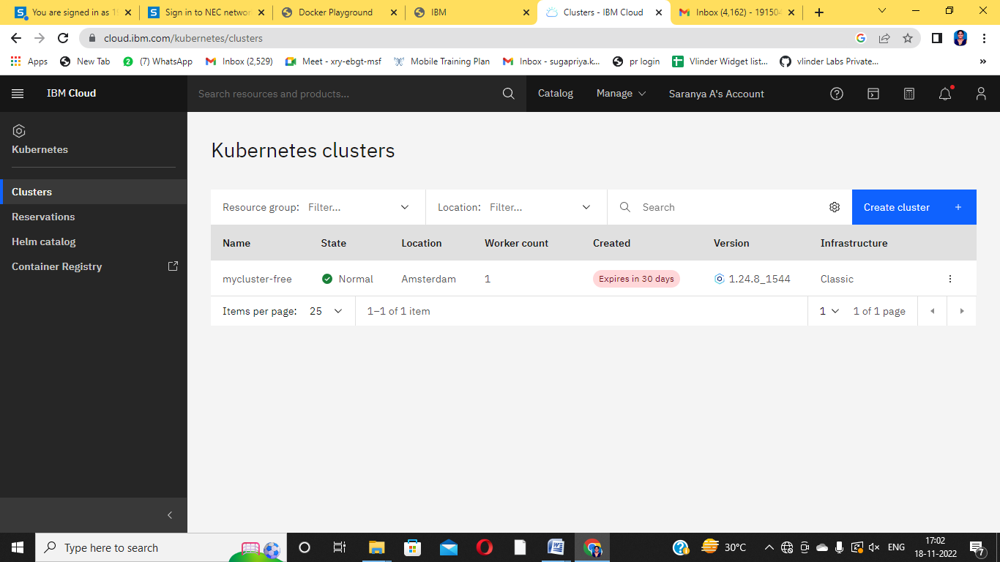 You are signed in as 19
Sign in to NEC networ
Docker Playground
IBM
Clusters - IBM Cloud
Inbox (4,162) - 19150
cloud.ibm.com/kubernetes/clusters
Apps
New Tab
(7) WhatsApp
Inbox (2,529)
Meet - xry-ebgt-msf
Mobile Training Plan
Inbox - sugapriya.k...
pr login
Vlinder Widget list...
vlinder Labs Private...
»
IBM Cloud
Search resources and products...
Catalog
Manage
Saranya A's Account
Kubernetes
Clusters
Reservations
Helm catalog
Container Registry
Kubernetes clusters
Resource group: Filter...
Location: Filter...
Search
Create cluster +
Name State Location Worker count Created Version Infrastructure
mycluster-free Normal Amsterdam 1 Expires in 30 days 1.24.8_1544 Classic
Items per page: 25 1–1 of 1 item 1 1 of 1 page
Type here to search
30°C
ENG
17:02
18-11-2022
7